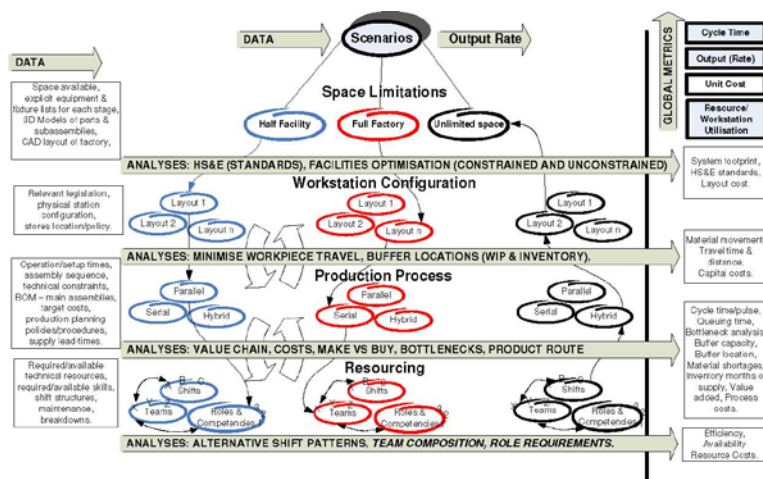 DATA
Scenarios
Output Rate
DATA
Space available,
explicit equipment &
fixture lists for each stage,
3D Models of parts &
subassemblies,
CAD layout of factory,
Space Limitations
Half Facility
Full Factory
Unlimited space
GLOBAL METRICS
Cycle Time
Output (Rate)
Unit Cost
Resource/
Workstation
Utilisation
ANALYSES: HS&E (STANDARDS), FACILITIES OPTIMISATION (CONSTRAINED AND UNCONSTRAINED)
System footprint,
HS&E standards,
Layout cost.
Workstation Configuration
Relevant legislation,
physical station
configuration,
stores location/policy.
Layout 1
Layout 2
Layout n
Layout 1
Layout 2
Layout n
Layout 1
Layout 2
Layout n
ANALYSES: MINIMISE WORKPIECE TRAVEL, BUFFER LOCATIONS (WIP & INVENTORY),
Material movement
Travel time &
distance,
Capital costs.
Production Process
Operation/setup times,
assembly sequence,
technical constraints,
BOM – main assemblies,
target costs,
production planning
policies/procedures,
supply lead-times.
Parallel
Serial
Hybrid
Parallel
Serial
Hybrid
Parallel
Serial
Hybrid
ANALYSES: VALUE CHAIN, COSTS, MAKE VS BUY, BOTTLENECKS, PRODUCT ROUTE
Cycle time/pulse,
Queuing time,
Bottleneck analysis
Buffer capacity,
Buffer location,
Material shortages,
Inventory months of
supply, Value
added, Process
costs.
Resourcing
Required/available
technical resources,
required/available skills,
shift structures,
maintenance,
breakdowns.
Shifts
Teams
Roles &
Competencies
Shifts
Teams
Roles &
Competencies
Shifts
Teams
Roles &
Competencies
ANALYSES: ALTERNATIVE SHIFT PATTERNS, TEAM COMPOSITION, ROLE REQUIREMENTS.
Efficiency,
Availability
Resource Costs.